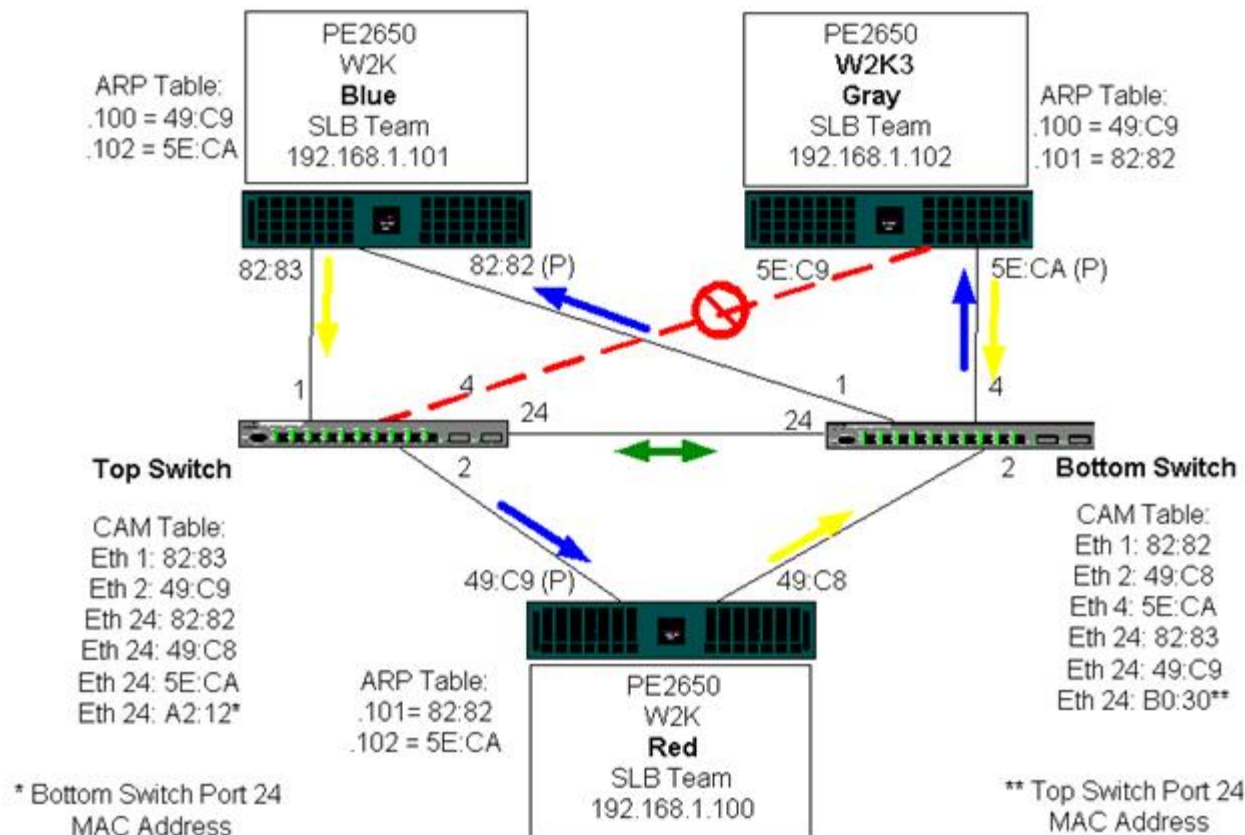 PE2650
W2K
Blue
SLB Team
192.168.1.101
ARP Table:
.100 = 49:C9
.102 = 5E:CA
PE2650
W2K3
Gray
SLB Team
192.168.1.102
ARP Table:
.100 = 49:C9
.101 = 82:82
82:83
82:82 (P)
5E:C9
5E:CA (P)
1
4
24
2
24
1
4
2
Top Switch
CAM Table:
Eth 1: 82:83
Eth 2: 49:C9
Eth 24: 82:82
Eth 24: 49:C8
Eth 24: 5E:CA
Eth 24: A2:12*
Bottom Switch
CAM Table:
Eth 1: 82:82
Eth 2: 49:C8
Eth 4: 5E:CA
Eth 24: 82:83
Eth 24: 49:C9
Eth 24: B0:30**
49:C9 (P)
49:C8
ARP Table:
.101= 82:82
.102 = 5E:CA
PE2650
W2K
Red
SLB Team
192.168.1.100
* Bottom Switch Port 24
MAC Address
** Top Switch Port 24
MAC Address